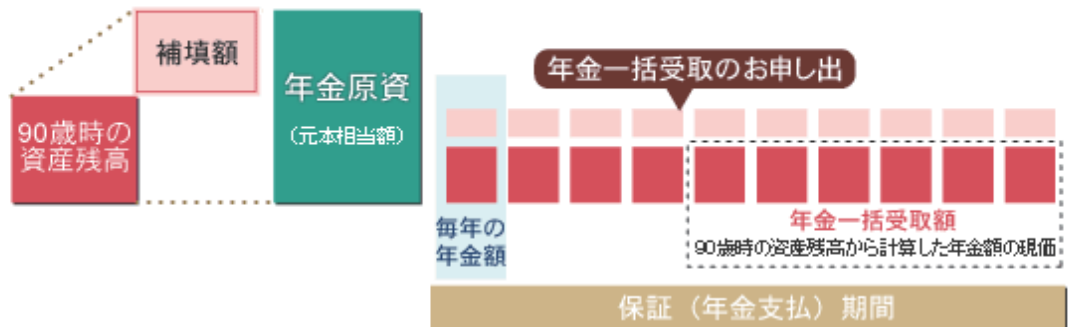 補填額
90歳時の
資産残高
年金原資
（元本相当額）
年金一括受取のお申し出
毎年の
年金額
年金一括受取額
90歳時の資産残高から計算した年金額の現価
保証（年金支払）期間